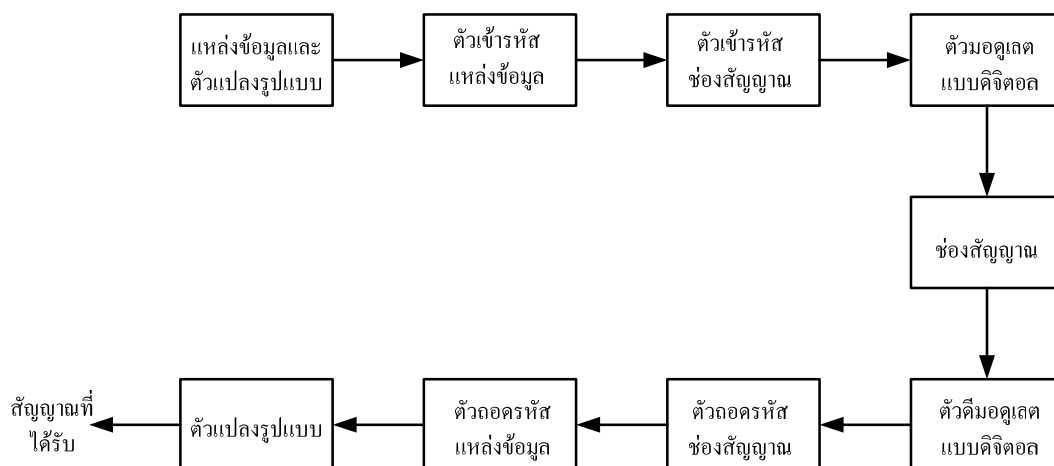 แหล่งข้อมูลและ
ตัวแปลงรูปแบบ
ตัวเข้ารหัส
แหล่งข้อมูล
ตัวเข้ารหัส
ช่องสัญญาณ
ตัวมอดูเลต
แบบดิจิตอล
ช่องสัญญาณ
ตัวดีมอดูเลต
แบบดิจิตอล
ตัวถอดรหัส
ช่องสัญญาณ
ตัวถอดรหัส
แหล่งข้อมูล
ตัวแปลงรูปแบบ
สัญญาณที่
ได้รับ